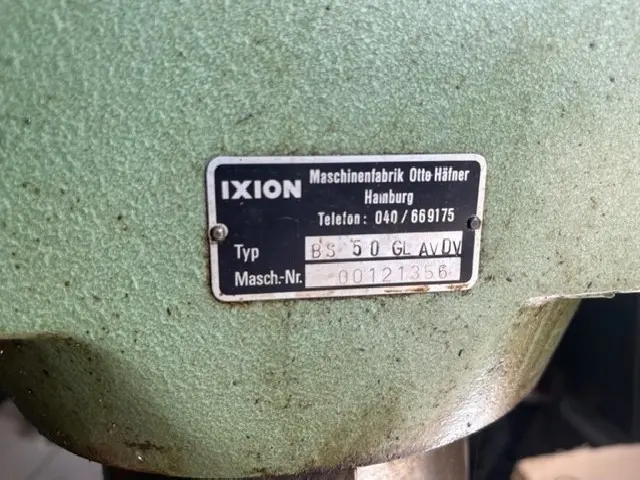 IXION
Maschinenfabrik Otto Häfner
Hamburg
Telefon: 040/669175
Typ BS 50 GL AV DV
Masch.-Nr. 00121356